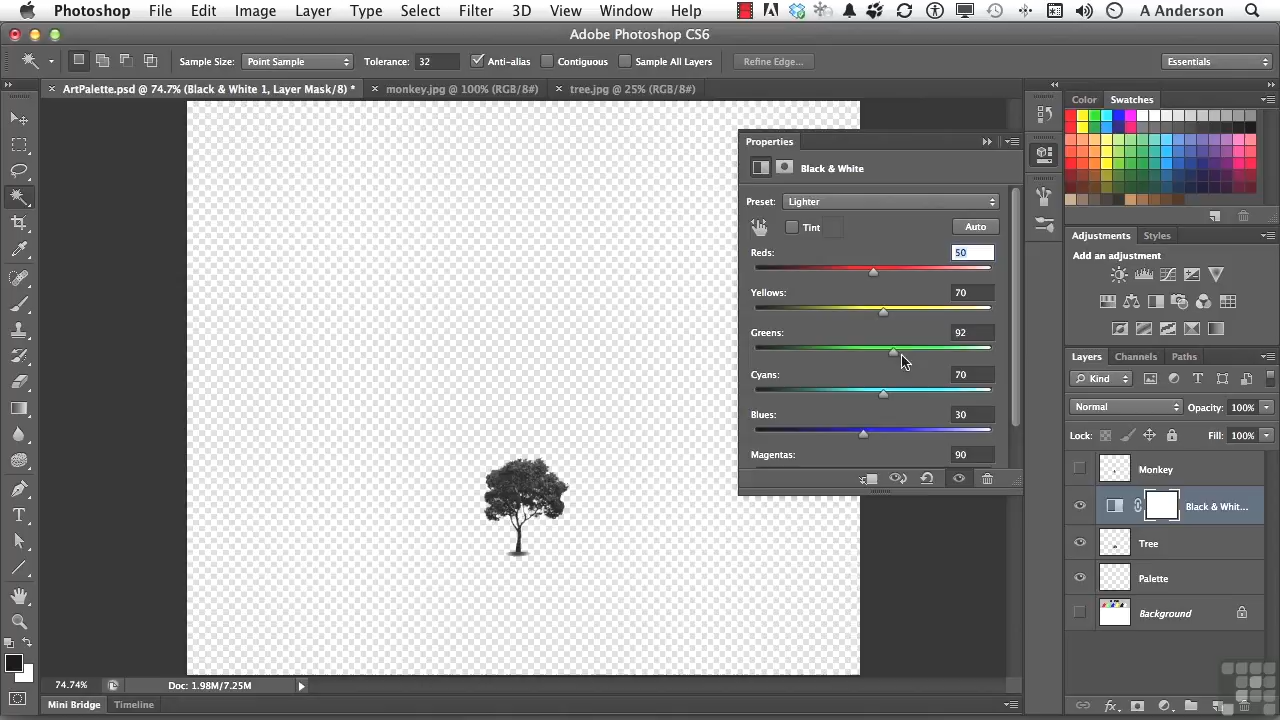 Photoshop File Edit Image Layer Type Select Filter 3D View Window Help A Anderson
Adobe Photoshop CS6
Sample Size: Point Sample Tolerance: 32 Anti-alias Contiguous Sample All Layers Refine Edge... Essentials
ArtPalette.psd @ 74.7% (Black & White 1, Layer Mask/8) * monkey.jpg @ 100% (RGB/8#) tree.jpg @ 25% (RGB/8#)
Color Swatches
Properties
Black & White
Preset: Lighter
Tint Auto
Reds: 50
Yellows: 70
Greens: 92
Cyans: 70
Blues: 30
Magentas: 90
Adjustments Styles
Add an adjustment
Layers Channels Paths
Kind
Normal Opacity: 100%
Lock: Fill: 100%
Monkey
Black & Whit...
Tree
Palette
Background
74.74% Doc: 1.98M/7.25M
Mini Bridge Timeline